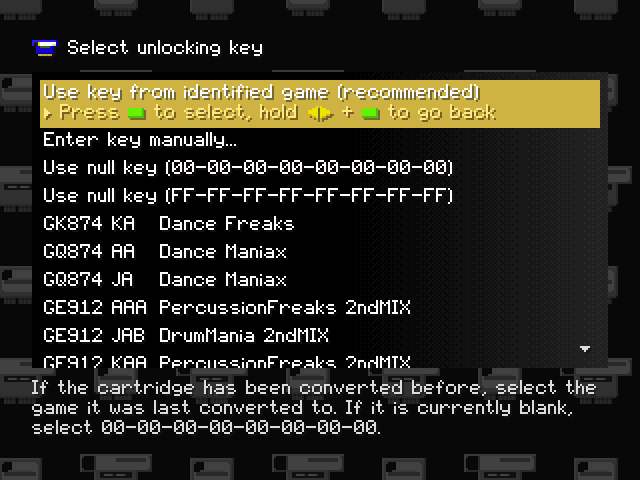 Select unlocking key
Use key from identified game (recommended)
Press to select, hold + to go back
Enter key manually…
Use null key (00-00-00-00-00-00-00-00)
Use null key (FF-FF-FF-FF-FF-FF-FF-FF)
GK874 KA Dance Freaks
GQ874 AA Dance Maniax
GQ874 JA Dance Maniax
GE912 AAA PercussionFreaks 2ndMIX
GE912 JAB DrumMania 2ndMIX
GE912 KAA PercussionFreaks 2ndMIX
If the cartridge has been converted before, select the
game it was last converted to. If it is currently blank,
select 00-00-00-00-00-00-00-00.